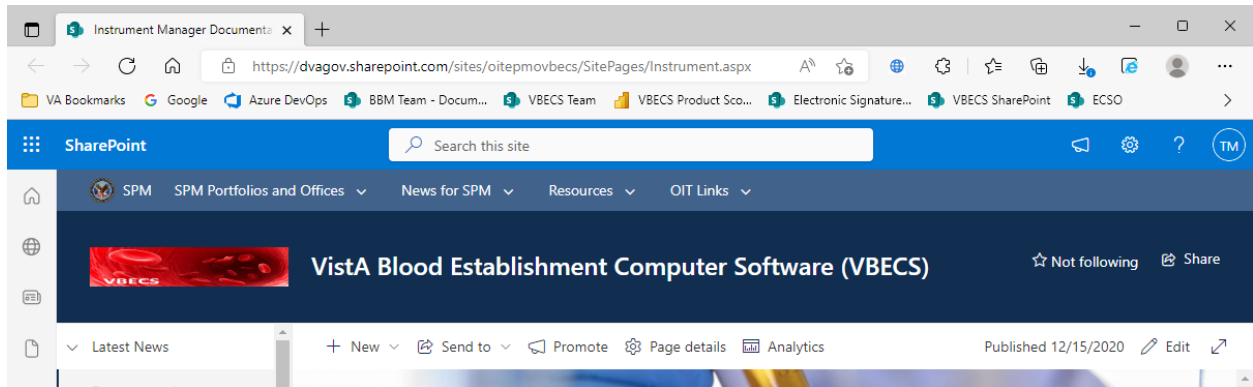 Instrument Manager Documenta
https://dvagov.sharepoint.com/sites/oitepmovbecs/SitePages/Instrument.aspx
VA Bookmarks Google Azure DevOps BBM Team - Docum... VBECS Team VBECS Product Sco... Electronic Signature... VBECS SharePoint ECSO
SharePoint Search this site ? TM
SPM SPM Portfolios and Offices News for SPM Resources OIT Links
VBECS VistA Blood Establishment Computer Software (VBECS) Not following Share
Latest News + New Send to Promote Page details Analytics Published 12/15/2020 Edit